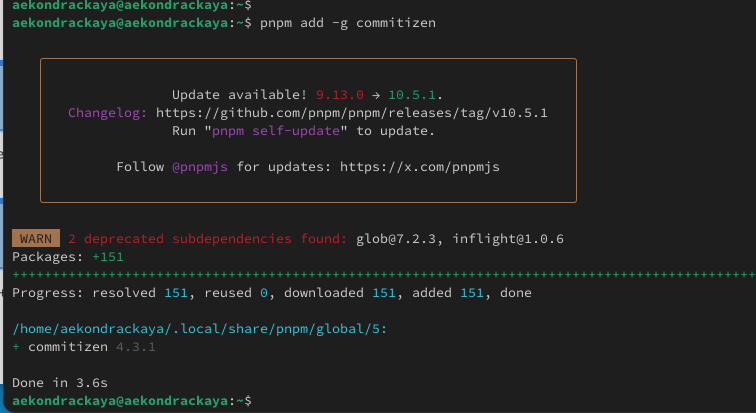 aekondrackaya@aekondrackaya:~$
aekondrackaya@aekondrackaya:~$ pnpm add -g commitizen
Update available! 9.13.0 → 10.5.1.
Changelog: https://github.com/pnpm/pnpm/releases/tag/v10.5.1
Run "pnpm self-update" to update.
Follow @pnpmjs for updates: https://x.com/pnpmjs
WARN 2 deprecated subdependencies found: glob@7.2.3, inflight@1.0.6
Packages: +151
++++++++++++++++++++++++++++++++++++++++++++++++++++++++++++++++++++++++++++++++++++++++++++
Progress: resolved 151, reused 0, downloaded 151, added 151, done
/home/aekondrackaya/.local/share/pnpm/global/5:
+ commitizen 4.3.1
Done in 3.6s
aekondrackaya@aekondrackaya:~$